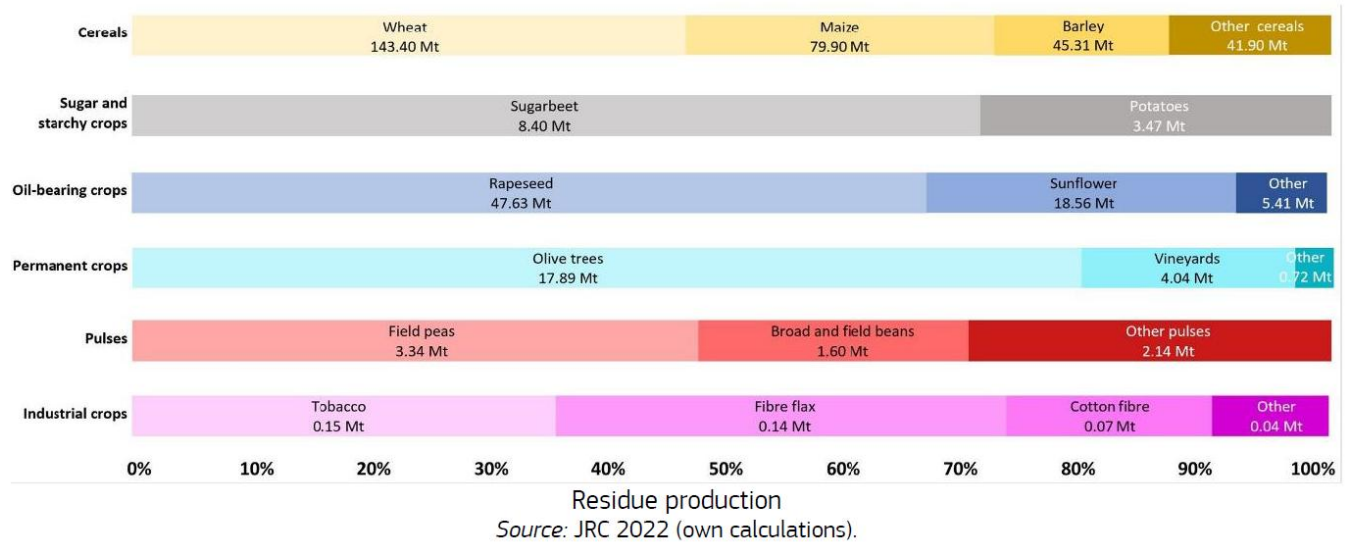 Cereals
Wheat
143.40 Mt
Maize
79.90 Mt
Barley
45.31 Mt
Other cereals
41.90 Mt
Sugar and
starchy crops
Sugarbeet
8.40 Mt
Potatoes
3.47 Mt
Oil-bearing crops
Rapeseed
47.63 Mt
Sunflower
18.56 Mt
Other
5.41 Mt
Permanent crops
Olive trees
17.89 Mt
Vineyards
4.04 Mt
Other
0.72 Mt
Pulses
Field peas
3.34 Mt
Broad and field beans
1.60 Mt
Other pulses
2.14 Mt
Industrial crops
Tobacco
0.15 Mt
Fibre flax
0.14 Mt
Cotton fibre
0.07 Mt
Other
0.04 Mt
0% 10% 20% 30% 40% 50% 60% 70% 80% 90% 100%
Residue production
Source: JRC 2022 (own calculations).